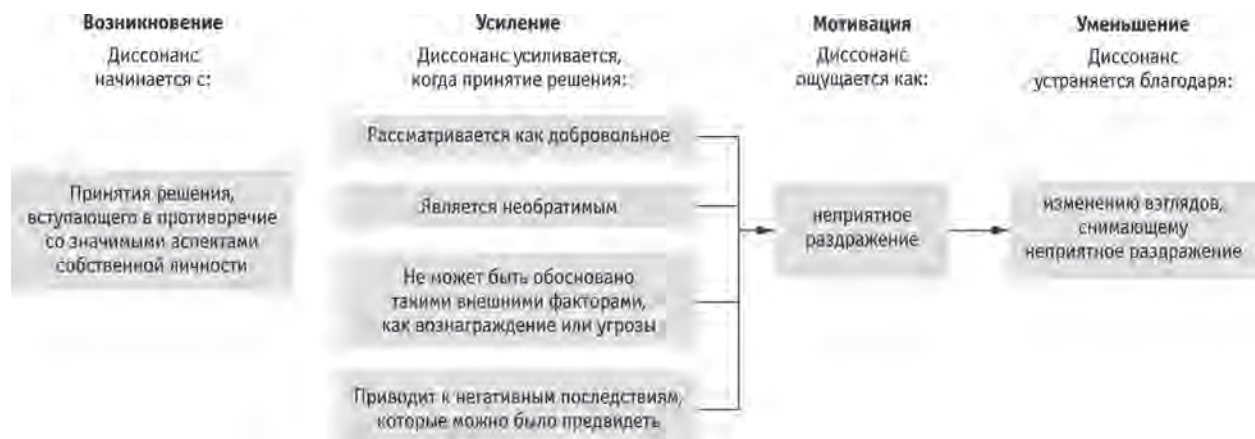 Возникновение
Диссонанс
начинается с:
Принятия решения,
вступающего в противоречие
со значимыми аспектами
собственной личности
Усиление
Диссонанс усиливается,
когда принятие решения:
Рассматривается как добровольное
Является необратимым
Не может быть обосновано
такими внешними факторами,
как вознаграждение или угрозы
Приводит к негативным последствиям,
которые можно было предвидеть
Мотивация
Диссонанс
ощущается как:
неприятное
раздражение
Уменьшение
Диссонанс
устраняется благодаря:
изменению взглядов,
снимающему
неприятное раздражение